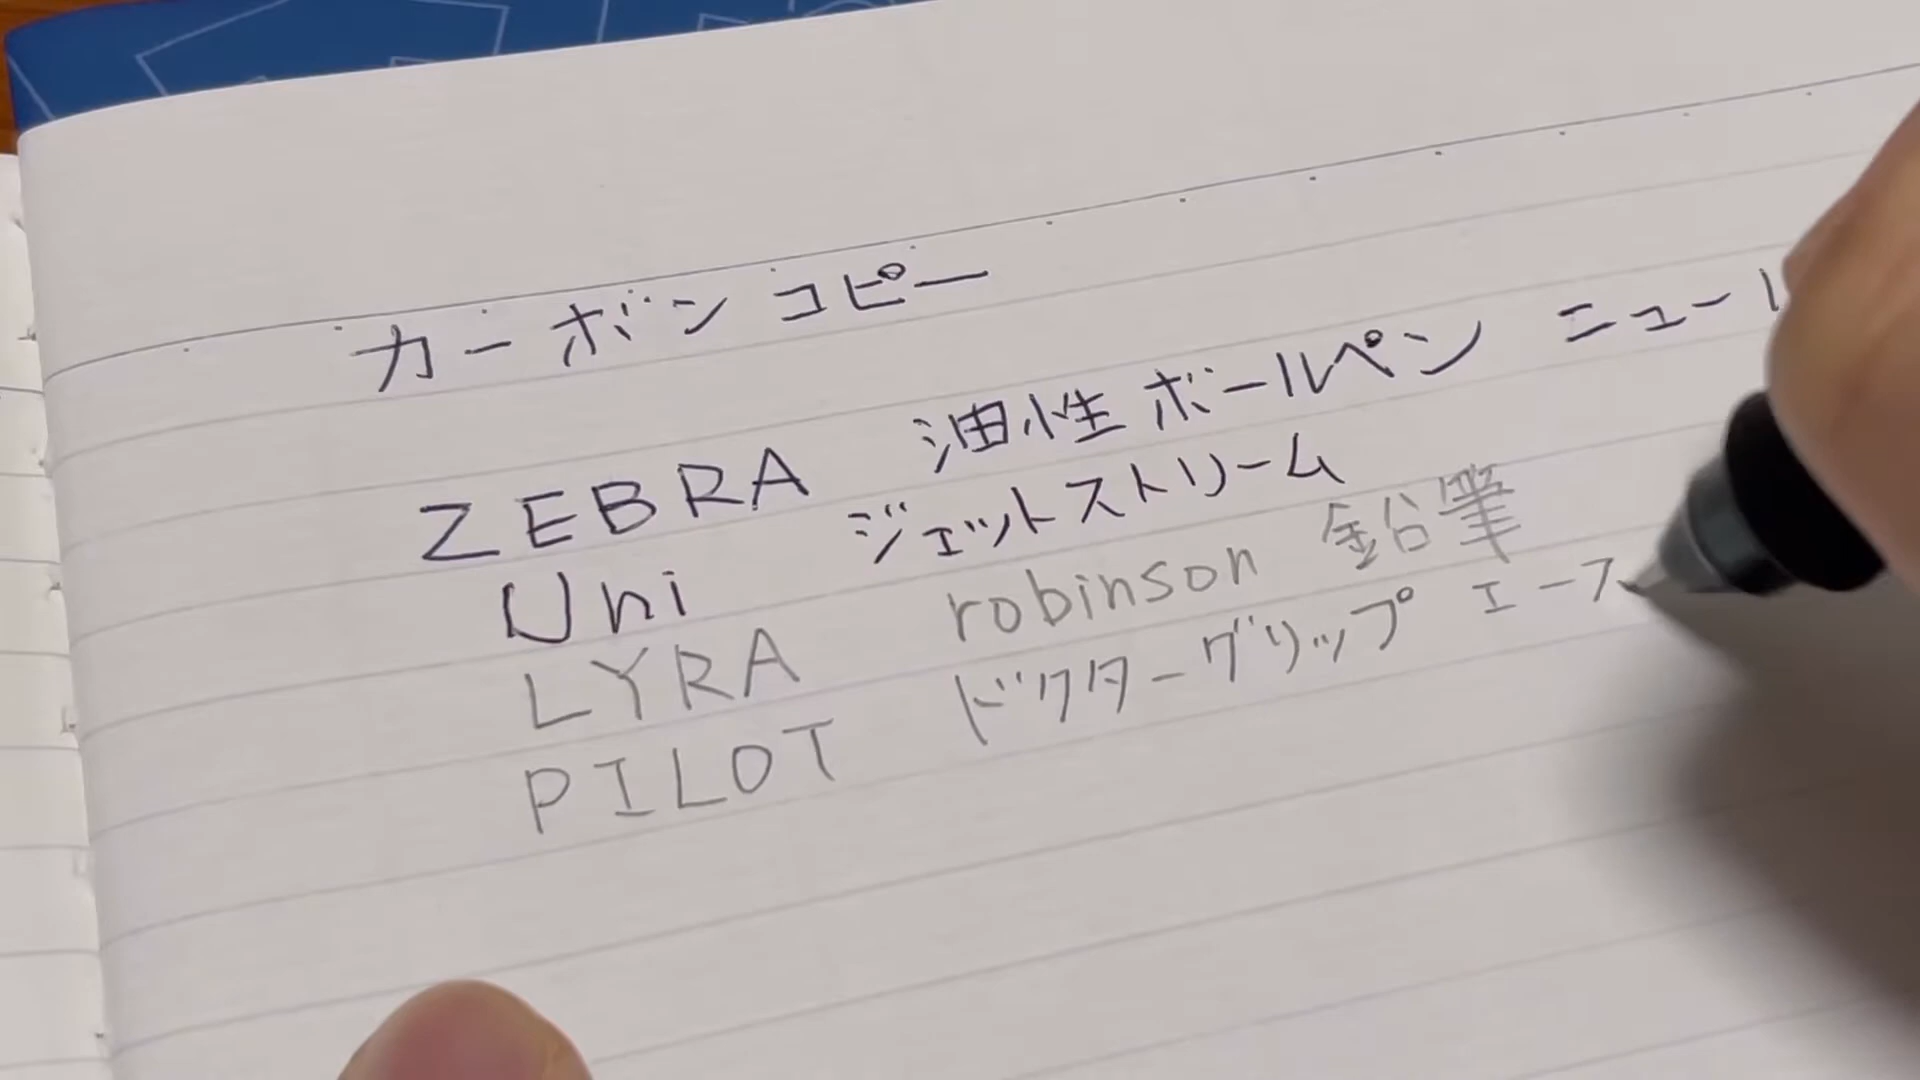 カーボンコピー
ZEBRA 油性ボールペン ニュー
Uni ジェットストリーム
LYRA robinson 鉛筆
PILOT ドクターグリップ エース